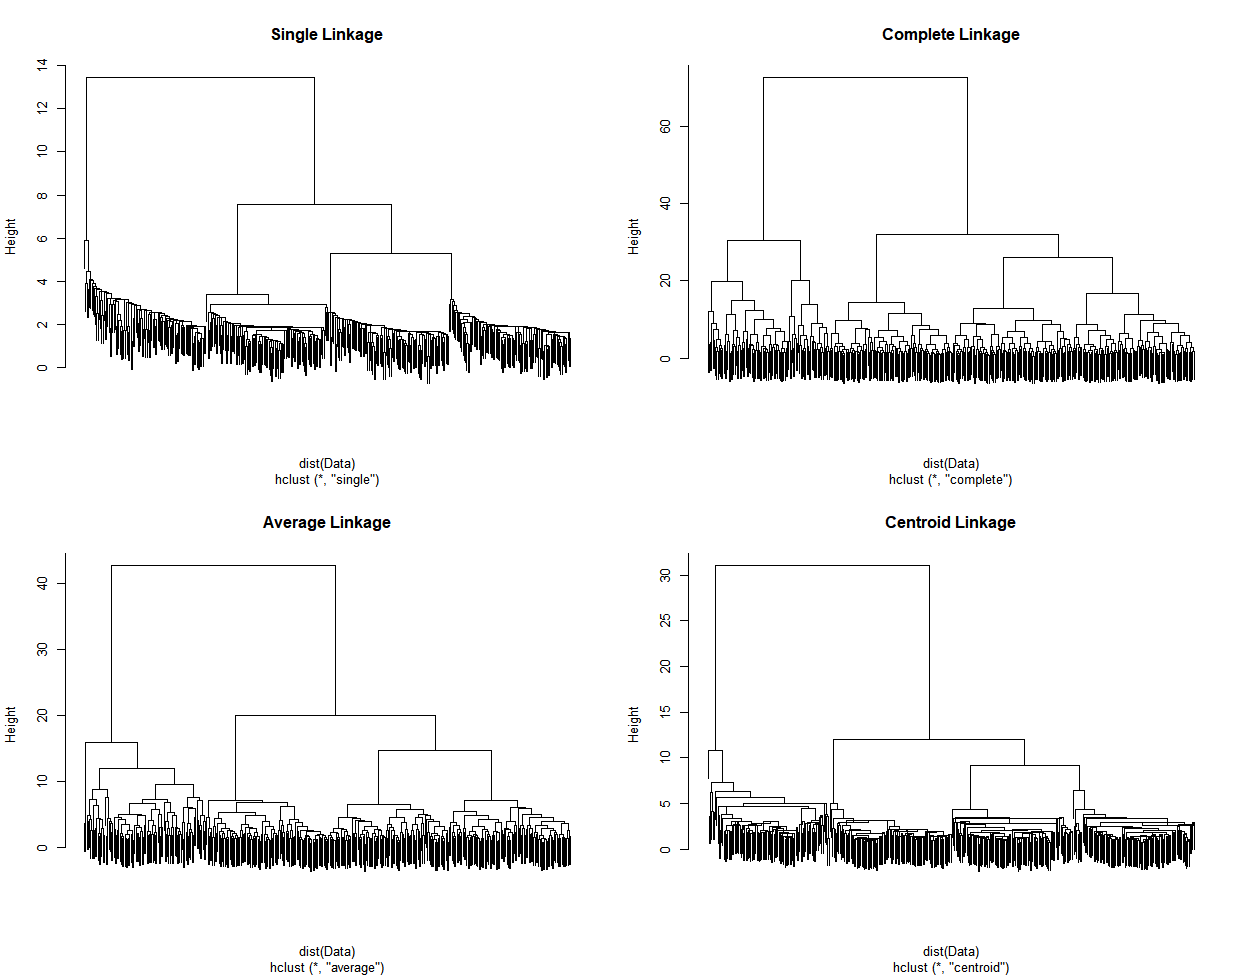 Single Linkage
Height
0 2 4 6 8 10 12 14
dist(Data)
hclust (*, "single")
Complete Linkage
Height
0 20 40 60
dist(Data)
hclust (*, "complete")
Average Linkage
Height
0 10 20 30 40
dist(Data)
hclust (*, "average")
Centroid Linkage
Height
0 5 10 15 20 25 30
dist(Data)
hclust (*, "centroid")